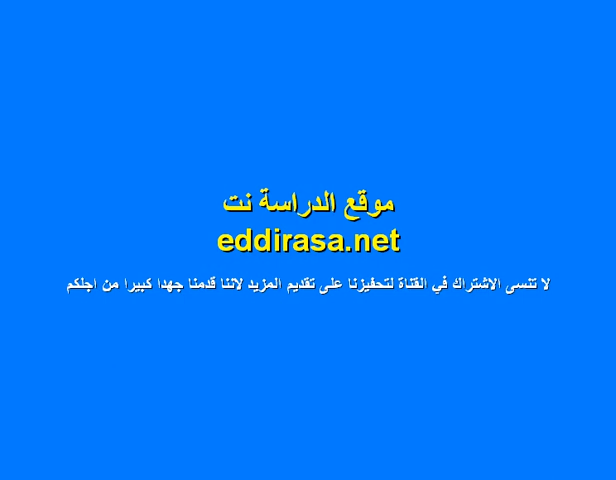 موقع الدراسة نت
eddirasa.net
لا تنسى الاشتراك في القناة لتحفيزنا على تقديم المزيد لاننا قدمنا جهدا كبيرا من اجلكم